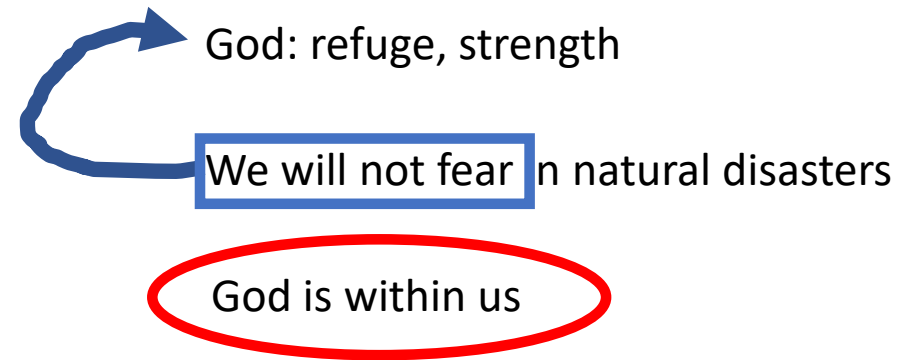 God: refuge, strength
We will not fear n natural disasters
God is within us